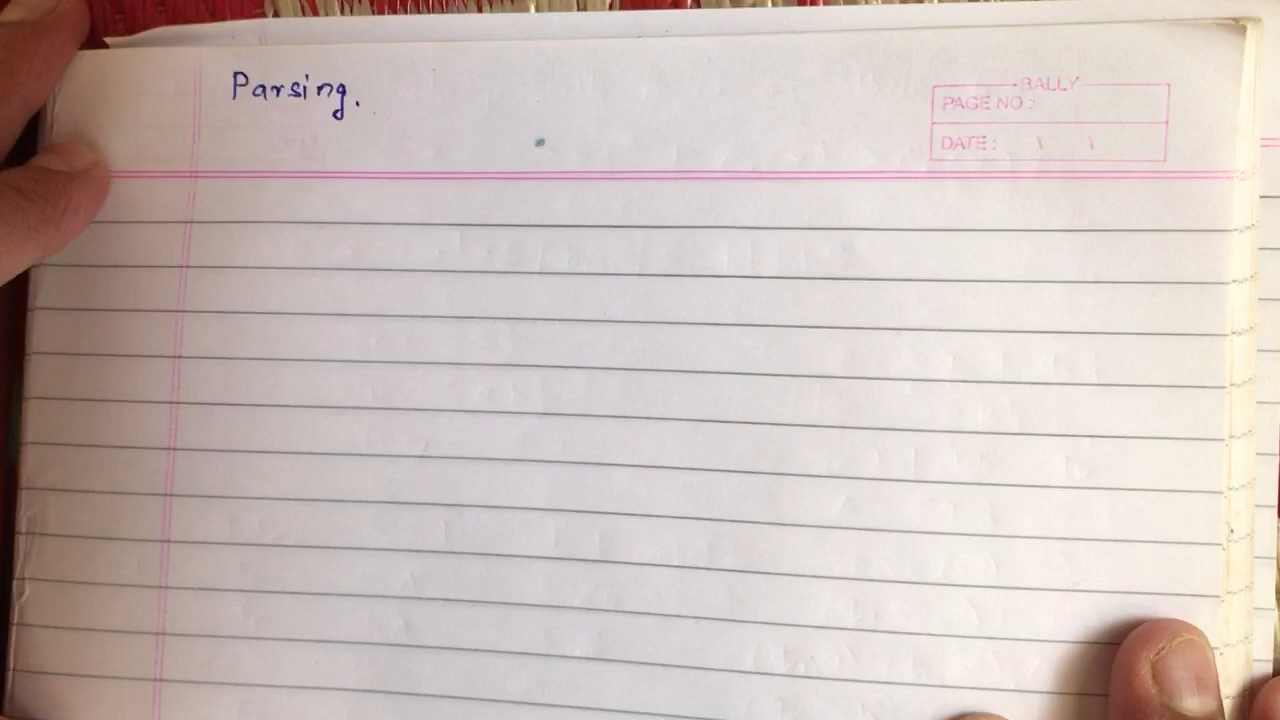 Parsing.
BALLY
PAGE NO.:
DATE: \ \